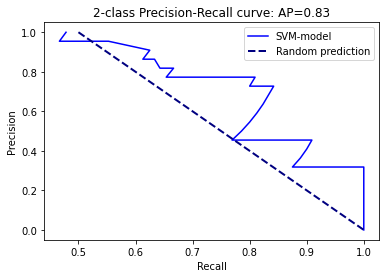 2-class Precision-Recall curve: AP=0.83
SVM-model
Random prediction
Precision
1.0
0.8
0.6
0.4
0.2
0.0
0.5
0.6
0.7
0.8
0.9
1.0
Recall